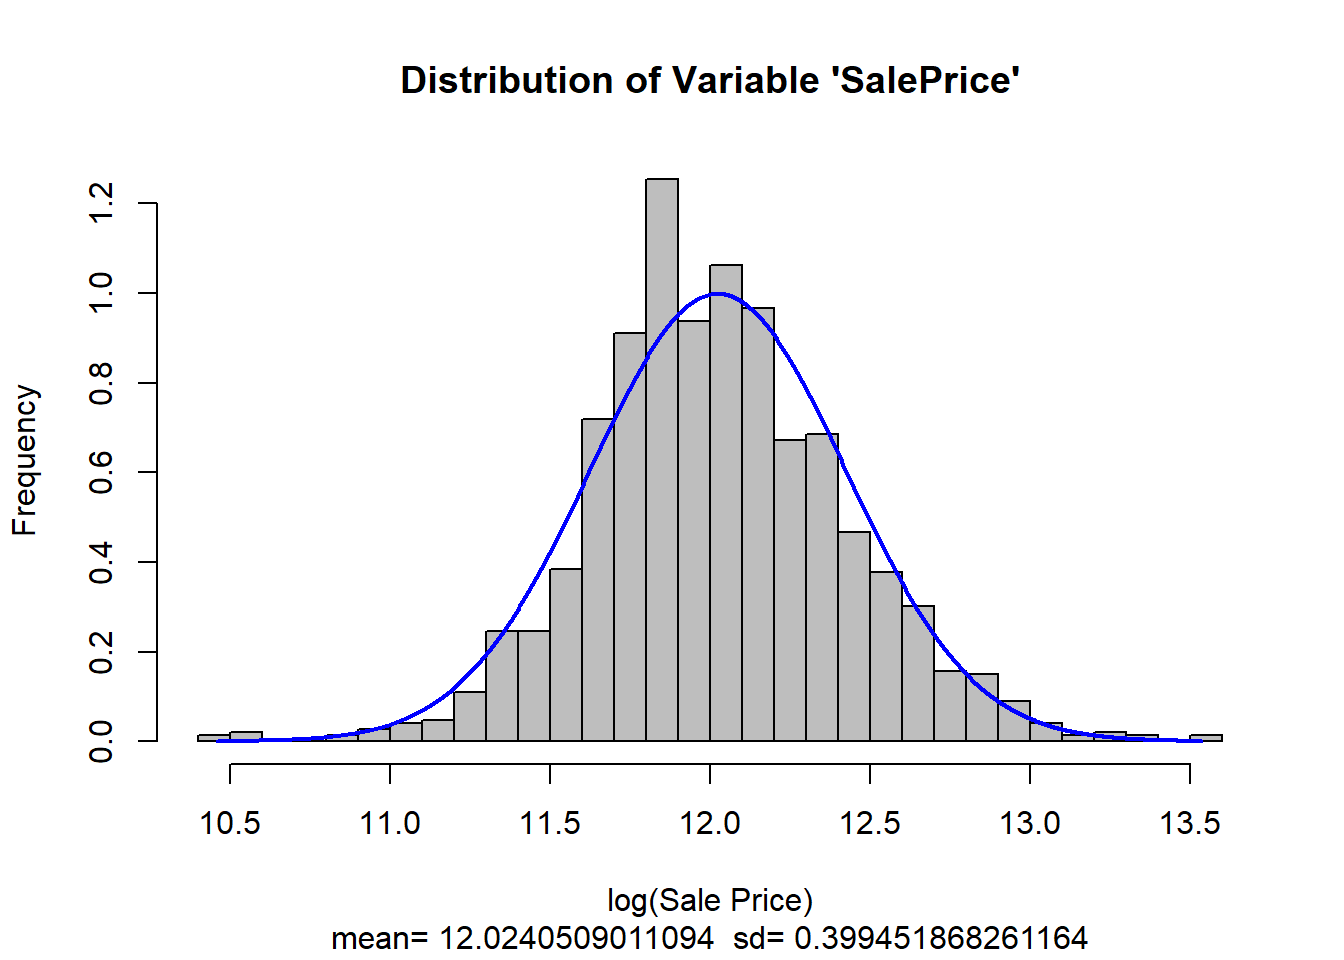 Distribution of Variable 'SalePrice'
Frequency
0.0 0.2 0.4 0.6 0.8 1.0 1.2
10.5 11.0 11.5 12.0 12.5 13.0 13.5
log(Sale Price)
mean= 12.0240509011094 sd= 0.399451868261164